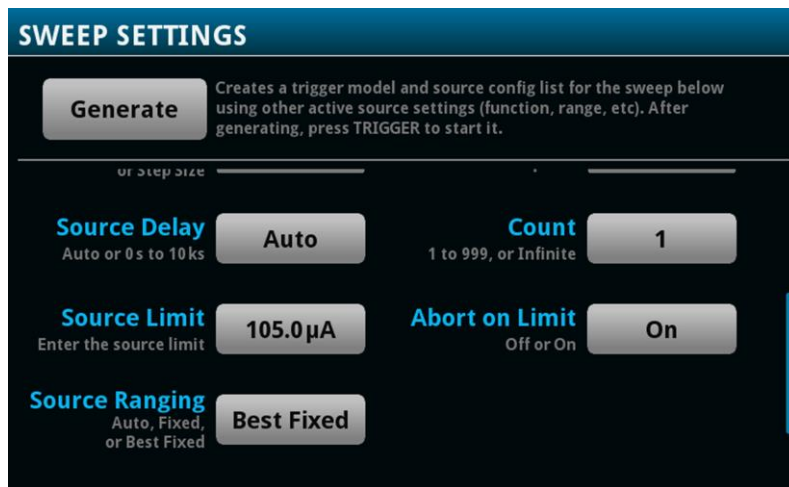 SWEEP SETTINGS
Generate
Creates a trigger model and source config list for the sweep below
using other active source settings (function, range, etc). After
generating, press TRIGGER to start it.
or Step Size
Source Delay
Auto or 0s to 10ks
Auto
Count
1 to 999, or Infinite
1
Source Limit
Enter the source limit
105.0µA
Abort on Limit
Off or On
On
Source Ranging
Auto, Fixed,
or Best Fixed
Best Fixed